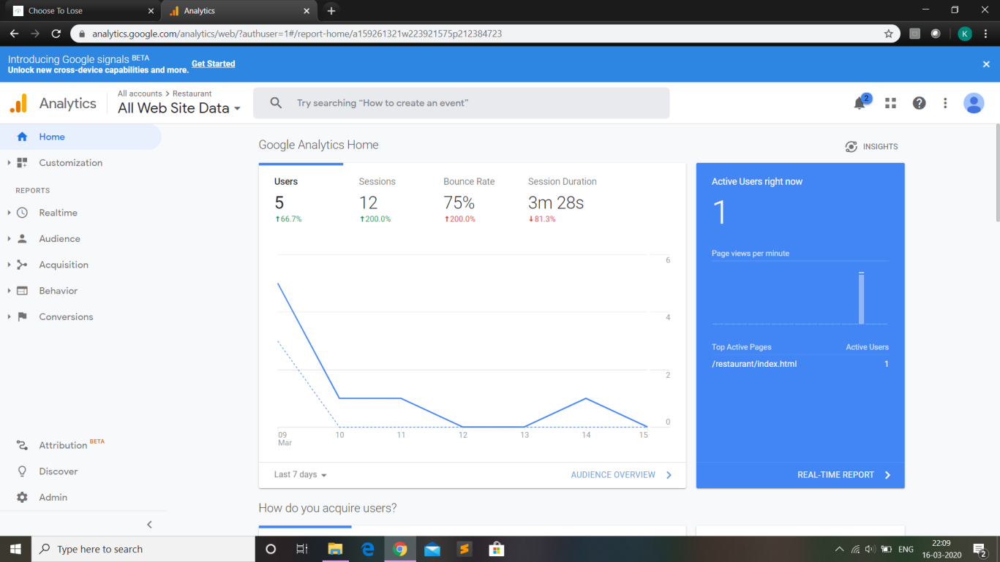 Choose To Lose
Analytics
analytics.google.com/analytics/web/?authuser=1#/report-home/a159261321w223921575p212384723
K
Introducing Google signals BETA
Unlock new cross-device capabilities and more.
Get Started
Analytics
All accounts > Restaurant
All Web Site Data
Try searching “How to create an event”
2
Home
Customization
REPORTS
Realtime
Audience
Acquisition
Behavior
Conversions
Attribution BETA
Discover
Admin
Google Analytics Home
INSIGHTS
Users
5
66.7%
Sessions
12
200.0%
Bounce Rate
75%
200.0%
Session Duration
3m 28s
81.3%
6
4
2
0
09
Mar
10
11
12
13
14
15
Last 7 days
AUDIENCE OVERVIEW
Active Users right now
1
Page views per minute
Top Active Pages Active Users
/restaurant/index.html 1
REAL-TIME REPORT
How do you acquire users?
Type here to search
ENG
22:09
16-03-2020
2